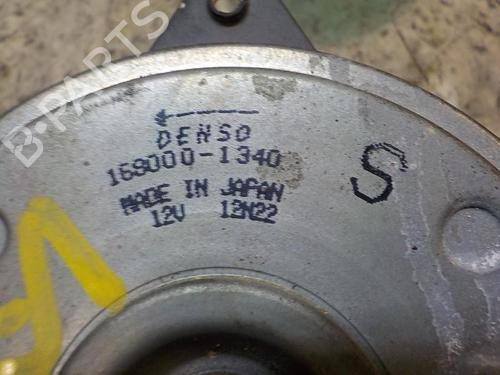 B-PARTS
DENSO
168000-1340
MADE IN JAPAN
12V 12N22
S